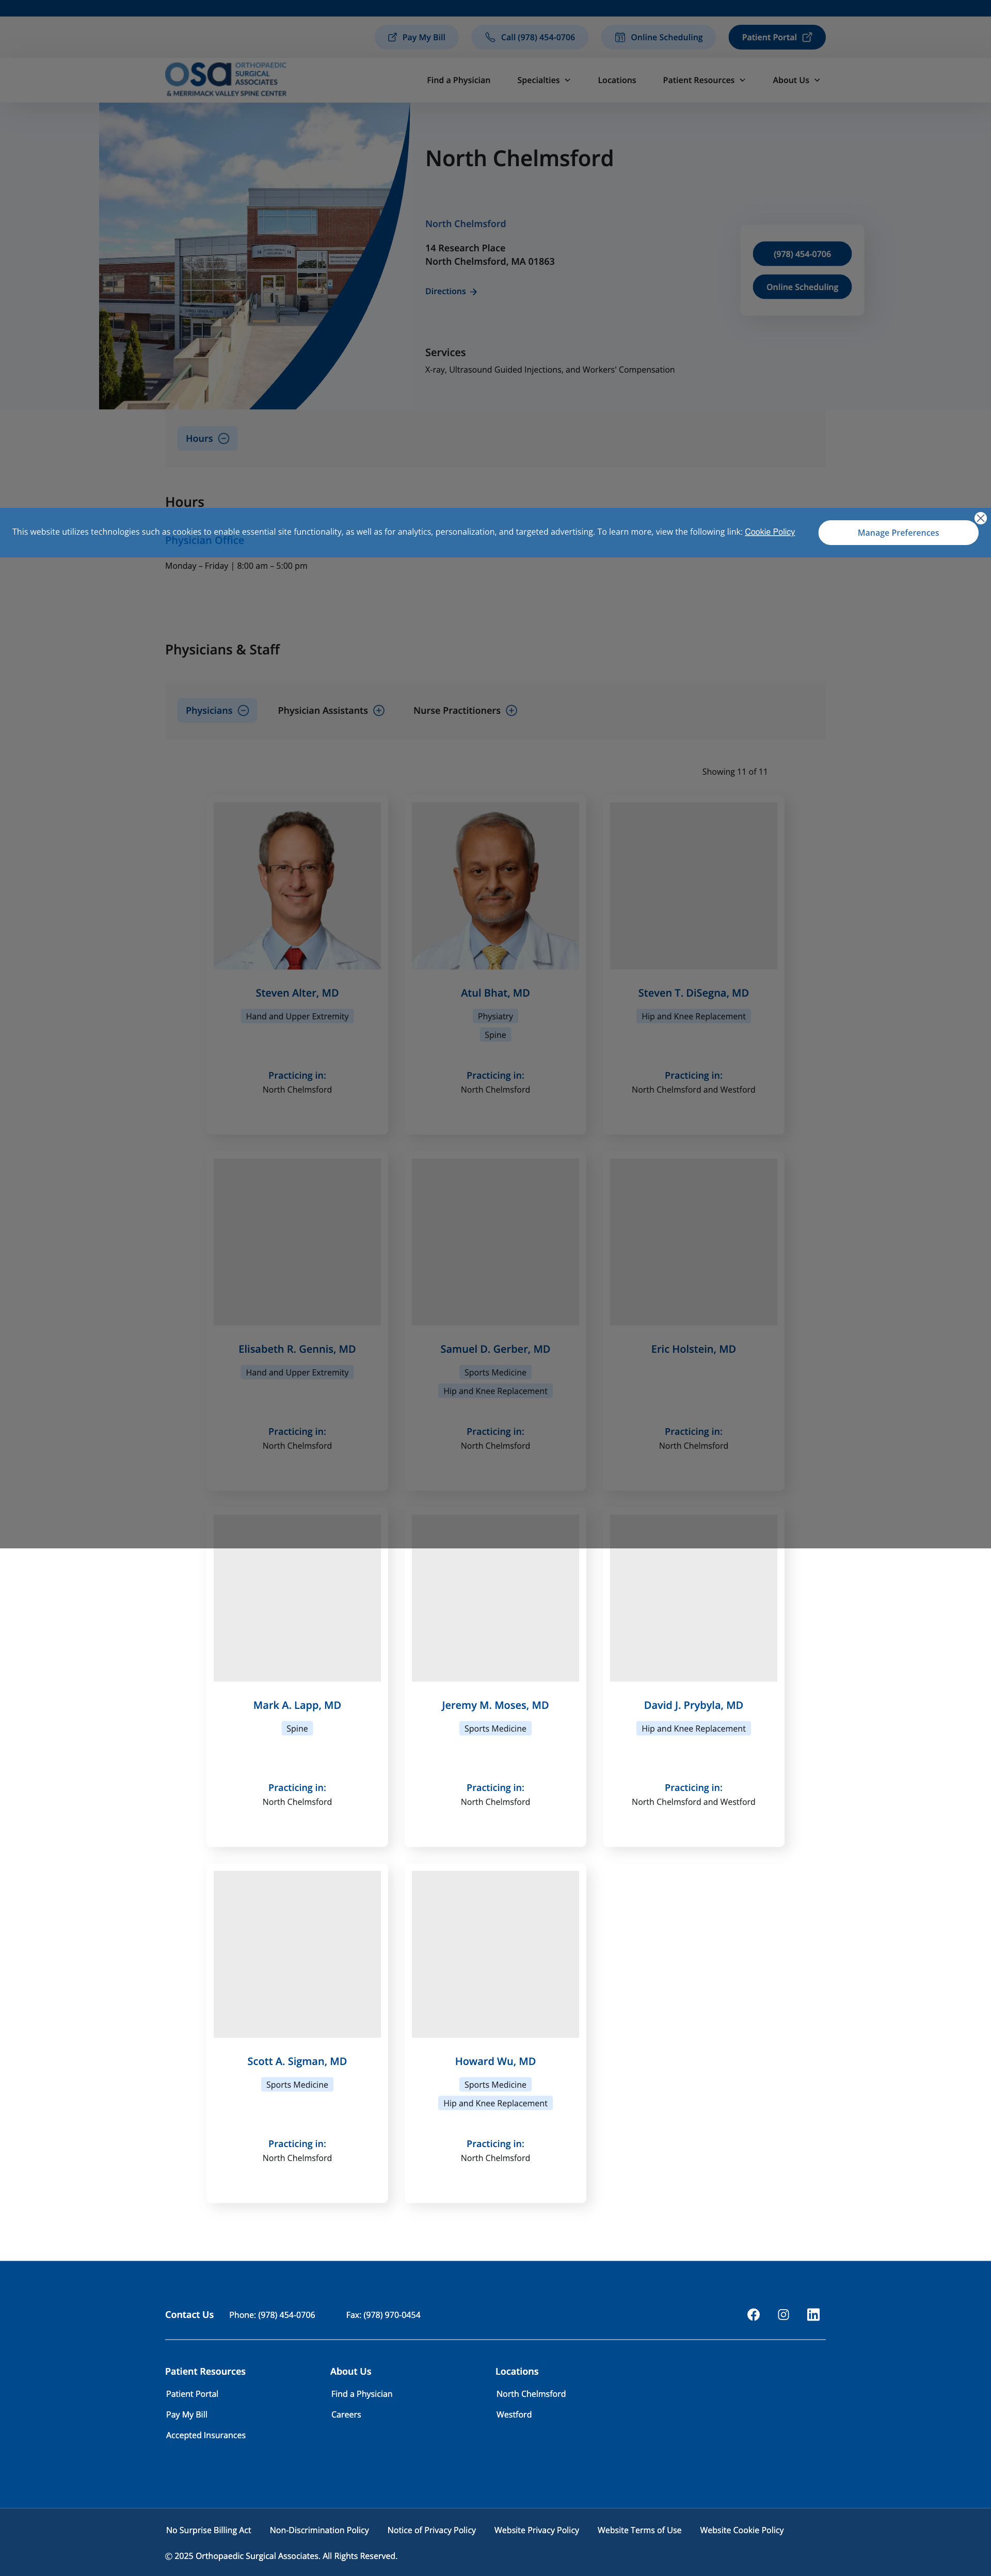 Pay My Bill
Call (978) 454-0706
Online Scheduling
Patient Portal
osa ORTHOPAEDIC
SURGICAL
ASSOCIATES
& MERRIMACK VALLEY SPINE CENTER
Find a Physician
Specialties
Locations
Patient Resources
About Us
North Chelmsford
North Chelmsford
14 Research Place
North Chelmsford, MA 01863
Directions
(978) 454-0706
Online Scheduling
Services
X-ray, Ultrasound Guided Injections, and Workers' Compensation
Hours
Hours
This website utilizes technologies such as cookies to enable essential site functionality, as well as for analytics, personalization, and targeted advertising. To learn more, view the following link: Cookie Policy
Manage Preferences
Physician Office
Monday – Friday | 8:00 am – 5:00 pm
Physicians & Staff
Physicians
Physician Assistants
Nurse Practitioners
Showing 11 of 11
Steven Alter, MD
Hand and Upper Extremity
Practicing in:
North Chelmsford
Atul Bhat, MD
Physiatry
Spine
Practicing in:
North Chelmsford
Steven T. DiSegna, MD
Hip and Knee Replacement
Practicing in:
North Chelmsford and Westford
Elisabeth R. Gennis, MD
Hand and Upper Extremity
Practicing in:
North Chelmsford
Samuel D. Gerber, MD
Sports Medicine
Hip and Knee Replacement
Practicing in:
North Chelmsford
Eric Holstein, MD
Practicing in:
North Chelmsford
Mark A. Lapp, MD
Spine
Practicing in:
North Chelmsford
Jeremy M. Moses, MD
Sports Medicine
Practicing in:
North Chelmsford
David J. Prybyla, MD
Hip and Knee Replacement
Practicing in:
North Chelmsford and Westford
Scott A. Sigman, MD
Sports Medicine
Practicing in:
North Chelmsford
Howard Wu, MD
Sports Medicine
Hip and Knee Replacement
Practicing in:
North Chelmsford
Contact Us
Phone: (978) 454-0706
Fax: (978) 970-0454
Patient Resources
Patient Portal
Pay My Bill
Accepted Insurances
About Us
Find a Physician
Careers
Locations
North Chelmsford
Westford
No Surprise Billing Act
Non-Discrimination Policy
Notice of Privacy Policy
Website Privacy Policy
Website Terms of Use
Website Cookie Policy
© 2025 Orthopaedic Surgical Associates. All Rights Reserved.